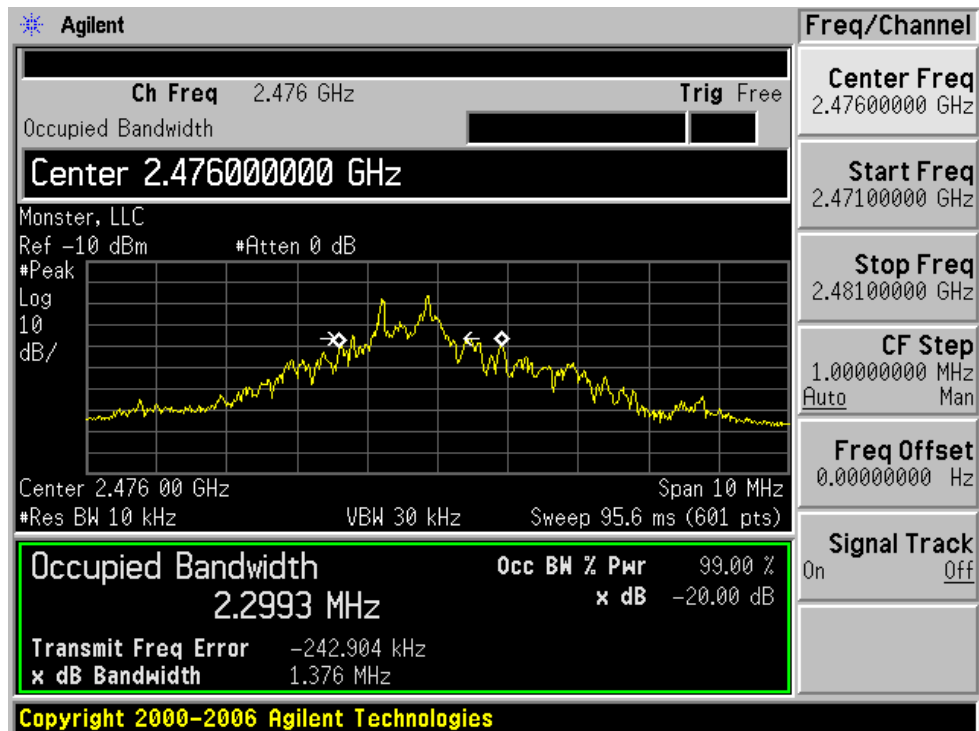 Agilent
Freq/Channel
Ch Freq 2.476 GHz Trig Free
Occupied Bandwidth
Center 2.476000000 GHz
Monster, LLC
Ref -10 dBm #Atten 0 dB
#Peak
Log
10
dB/
Center 2.476 00 GHz Span 10 MHz
#Res BW 10 kHz VBW 30 kHz Sweep 95.6 ms (601 pts)
Occupied Bandwidth
2.2993 MHz
Occ BW % Pwr 99.00 %
x dB -20.00 dB
Transmit Freq Error -242.904 kHz
x dB Bandwidth 1.376 MHz
Copyright 2000-2006 Agilent Technologies
Center Freq
2.47600000 GHz
Start Freq
2.47100000 GHz
Stop Freq
2.48100000 GHz
CF Step
1.00000000 MHz
Auto Man
Freq Offset
0.00000000 Hz
Signal Track
On Off